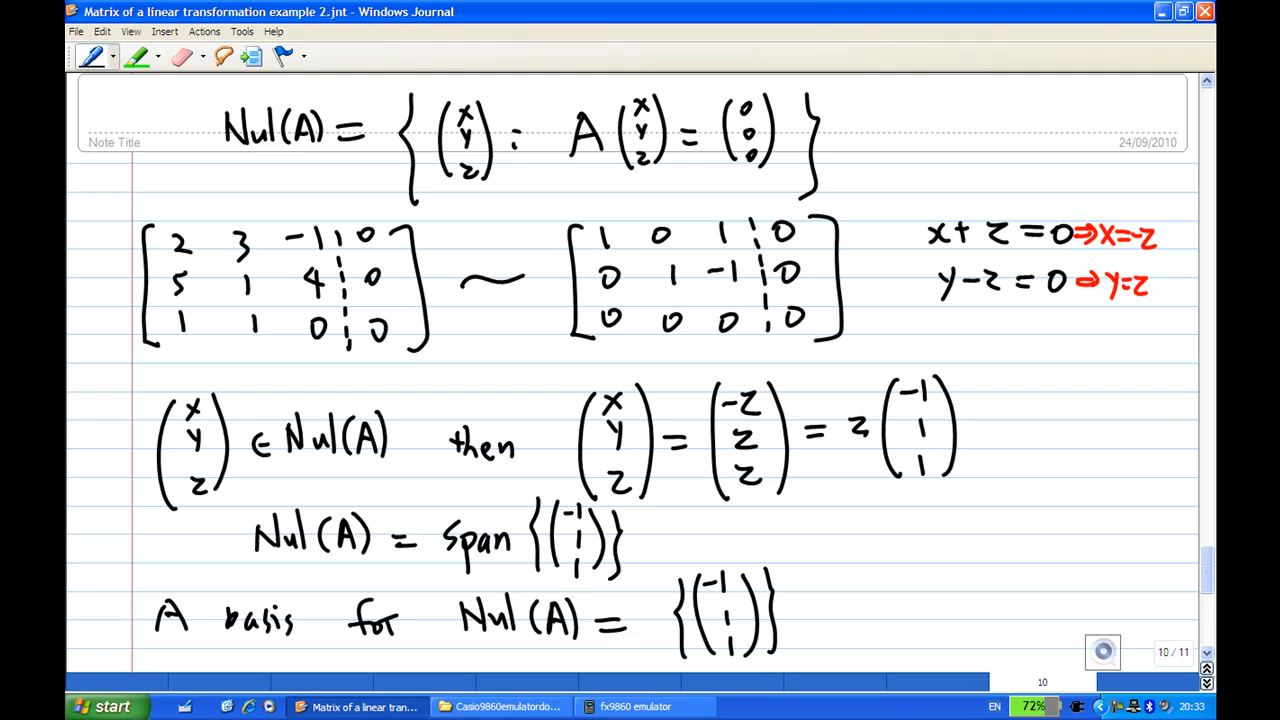 Matrix of a linear transformation example 2.jnt - Windows Journal
File Edit View Insert Actions Tools Help
Nul(A) = { (x y z) : A (x y z) = (0 0 0) }
Note Title
24/09/2010
[ 2 3 -1 | 0 ] ~ [ 1 0 1 | 0 ] x + z = 0 ⇒ x = -z
[ 5 1 4 | 0 ] [ 0 1 -1 | 0 ] y - z = 0 ⇒ y = z
[ 1 1 0 | 0 ] [ 0 0 0 | 0 ]
(x y z) ∈ Nul(A) then (x y z) = (-z z z) = z (-1 1 1)
Nul(A) = span { (-1 1 1) }
A basis for Nul(A) = { (-1 1 1) }
10 / 11
10
start Matrix of a linear tran... Casio9860emulatordo... fx9860 emulator EN 72% 20:33